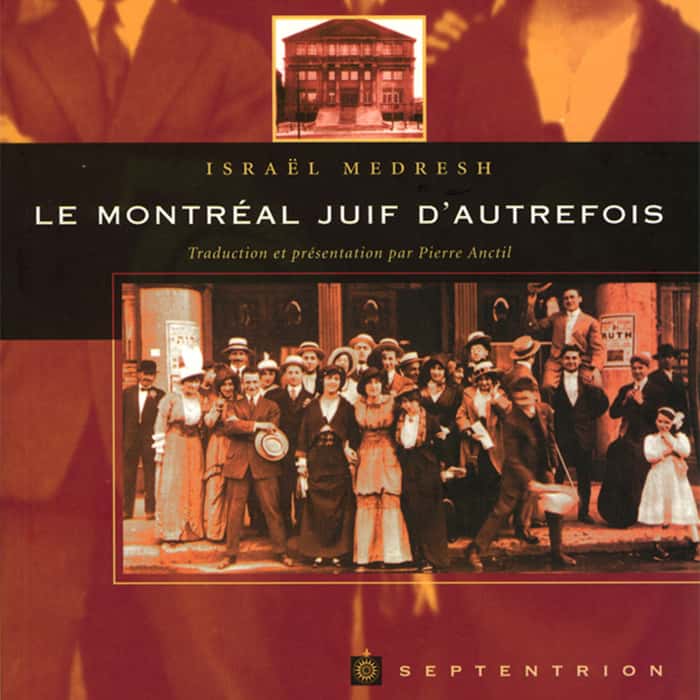 ISRAËL MEDRESH
LE MONTRÉAL JUIF D'AUTREFOIS
Traduction et présentation par Pierre Anctil
RUTH
SEPTENTRION